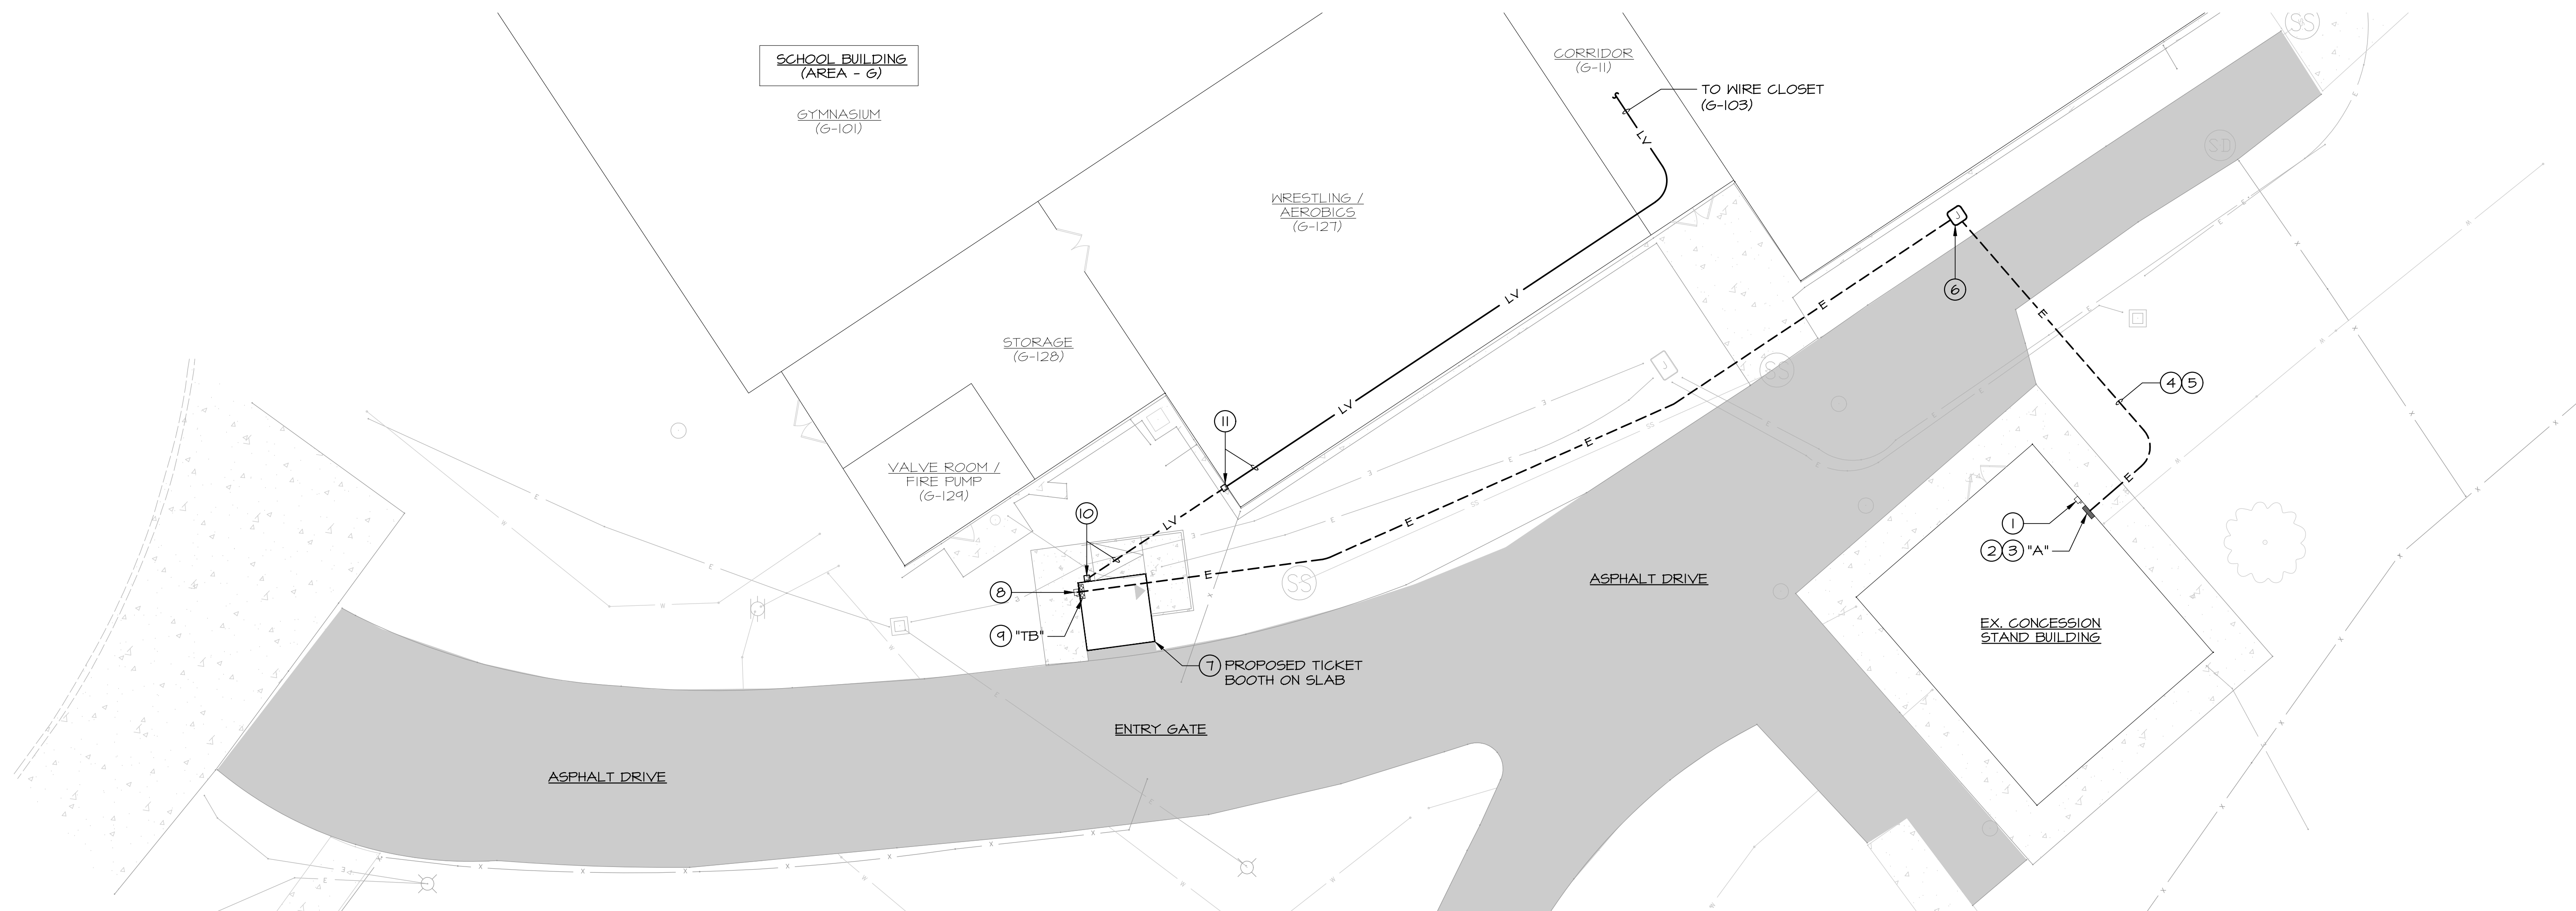 SCHOOL BUILDING
(AREA - G)
GYMNASIUM
(G-101)
CORRIDOR
(G-11)
TO WIRE CLOSET
(G-103)
LV
WRESTLING /
AEROBICS
(G-127)
LV
LV
LV
STORAGE
(G-128)
VALVE ROOM /
FIRE PUMP
(G-129)
SS
SD
J
6
E
E
4 5
E
J
SS
E
E
E
11
10
8
9 "TB"
SS
7 PROPOSED TICKET
BOOTH ON SLAB
1
2 3 "A"
ASPHALT DRIVE
EX. CONCESSION
STAND BUILDING
ENTRY GATE
ASPHALT DRIVE